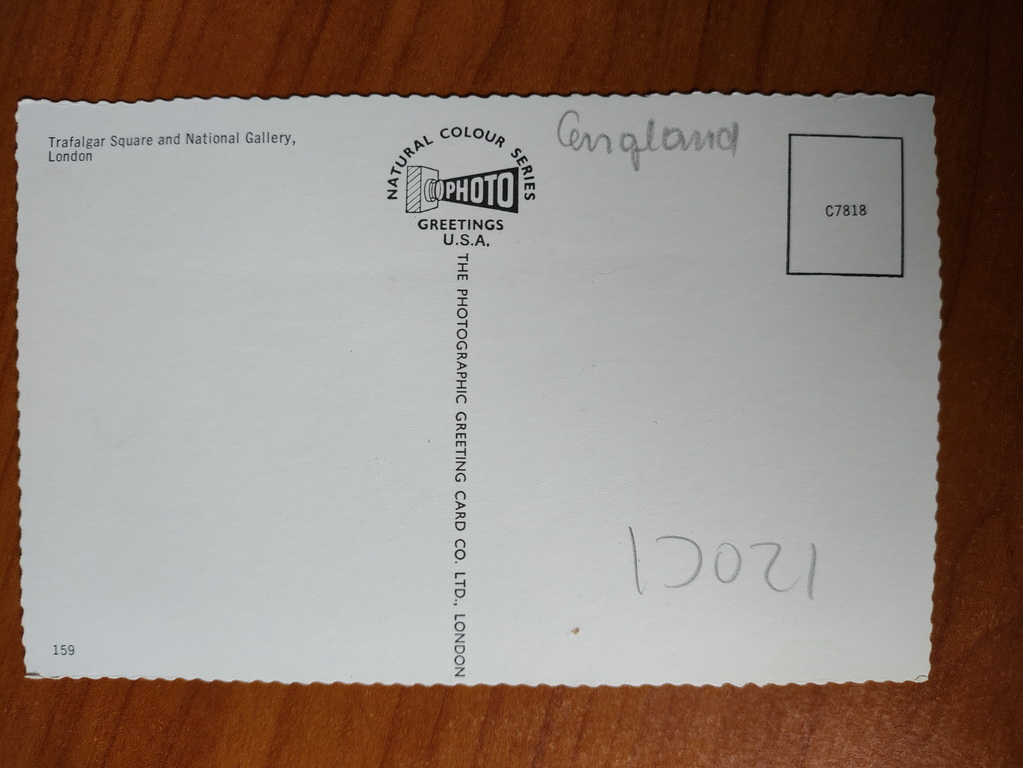 Trafalgar Square and National Gallery,
London
NATURAL COLOUR SERIES
PHOTO
GREETINGS
U.S.A.
England
C7818
THE PHOTOGRAPHIC GREETING CARD CO. LTD., LONDON
159